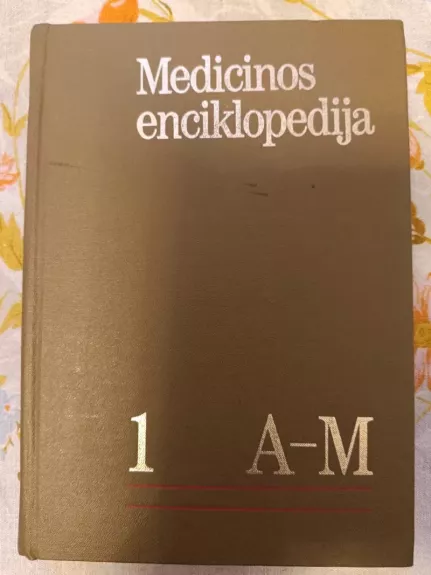 Medicinos
enciklopedija
1 A–M